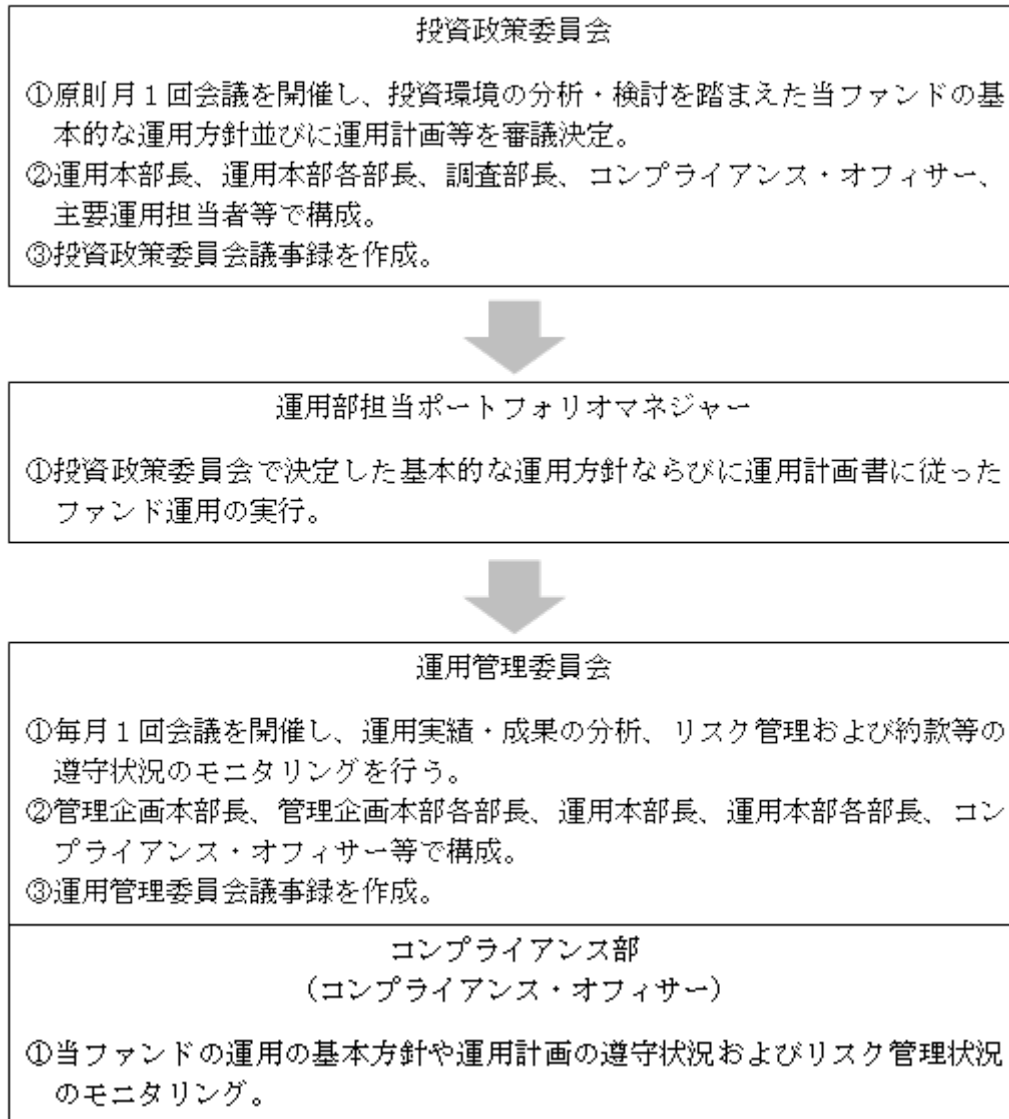 投資政策委員会
①原則月１回会議を開催し、投資環境の分析・検討を踏まえた当ファンドの基
本的な運用方針並びに運用計画等を審議決定。
②運用本部長、運用本部各部長、調査部長、コンプライアンス・オフィサー、
主要運用担当者等で構成。
③投資政策委員会議事録を作成。
運用部担当ポートフォリオマネジャー
①投資政策委員会で決定した基本的な運用方針ならびに運用計画書に従った
ファンド運用の実行。
運用管理委員会
①毎月１回会議を開催し、運用実績・成果の分析、リスク管理および約款等の
遵守状況のモニタリングを行う。
②管理企画本部長、管理企画本部各部長、運用本部長、運用本部各部長、コン
プライアンス・オフィサー等で構成。
③運用管理委員会議事録を作成。
コンプライアンス部
（コンプライアンス・オフィサー）
①当ファンドの運用の基本方針や運用計画の遵守状況およびリスク管理状況
のモニタリング。